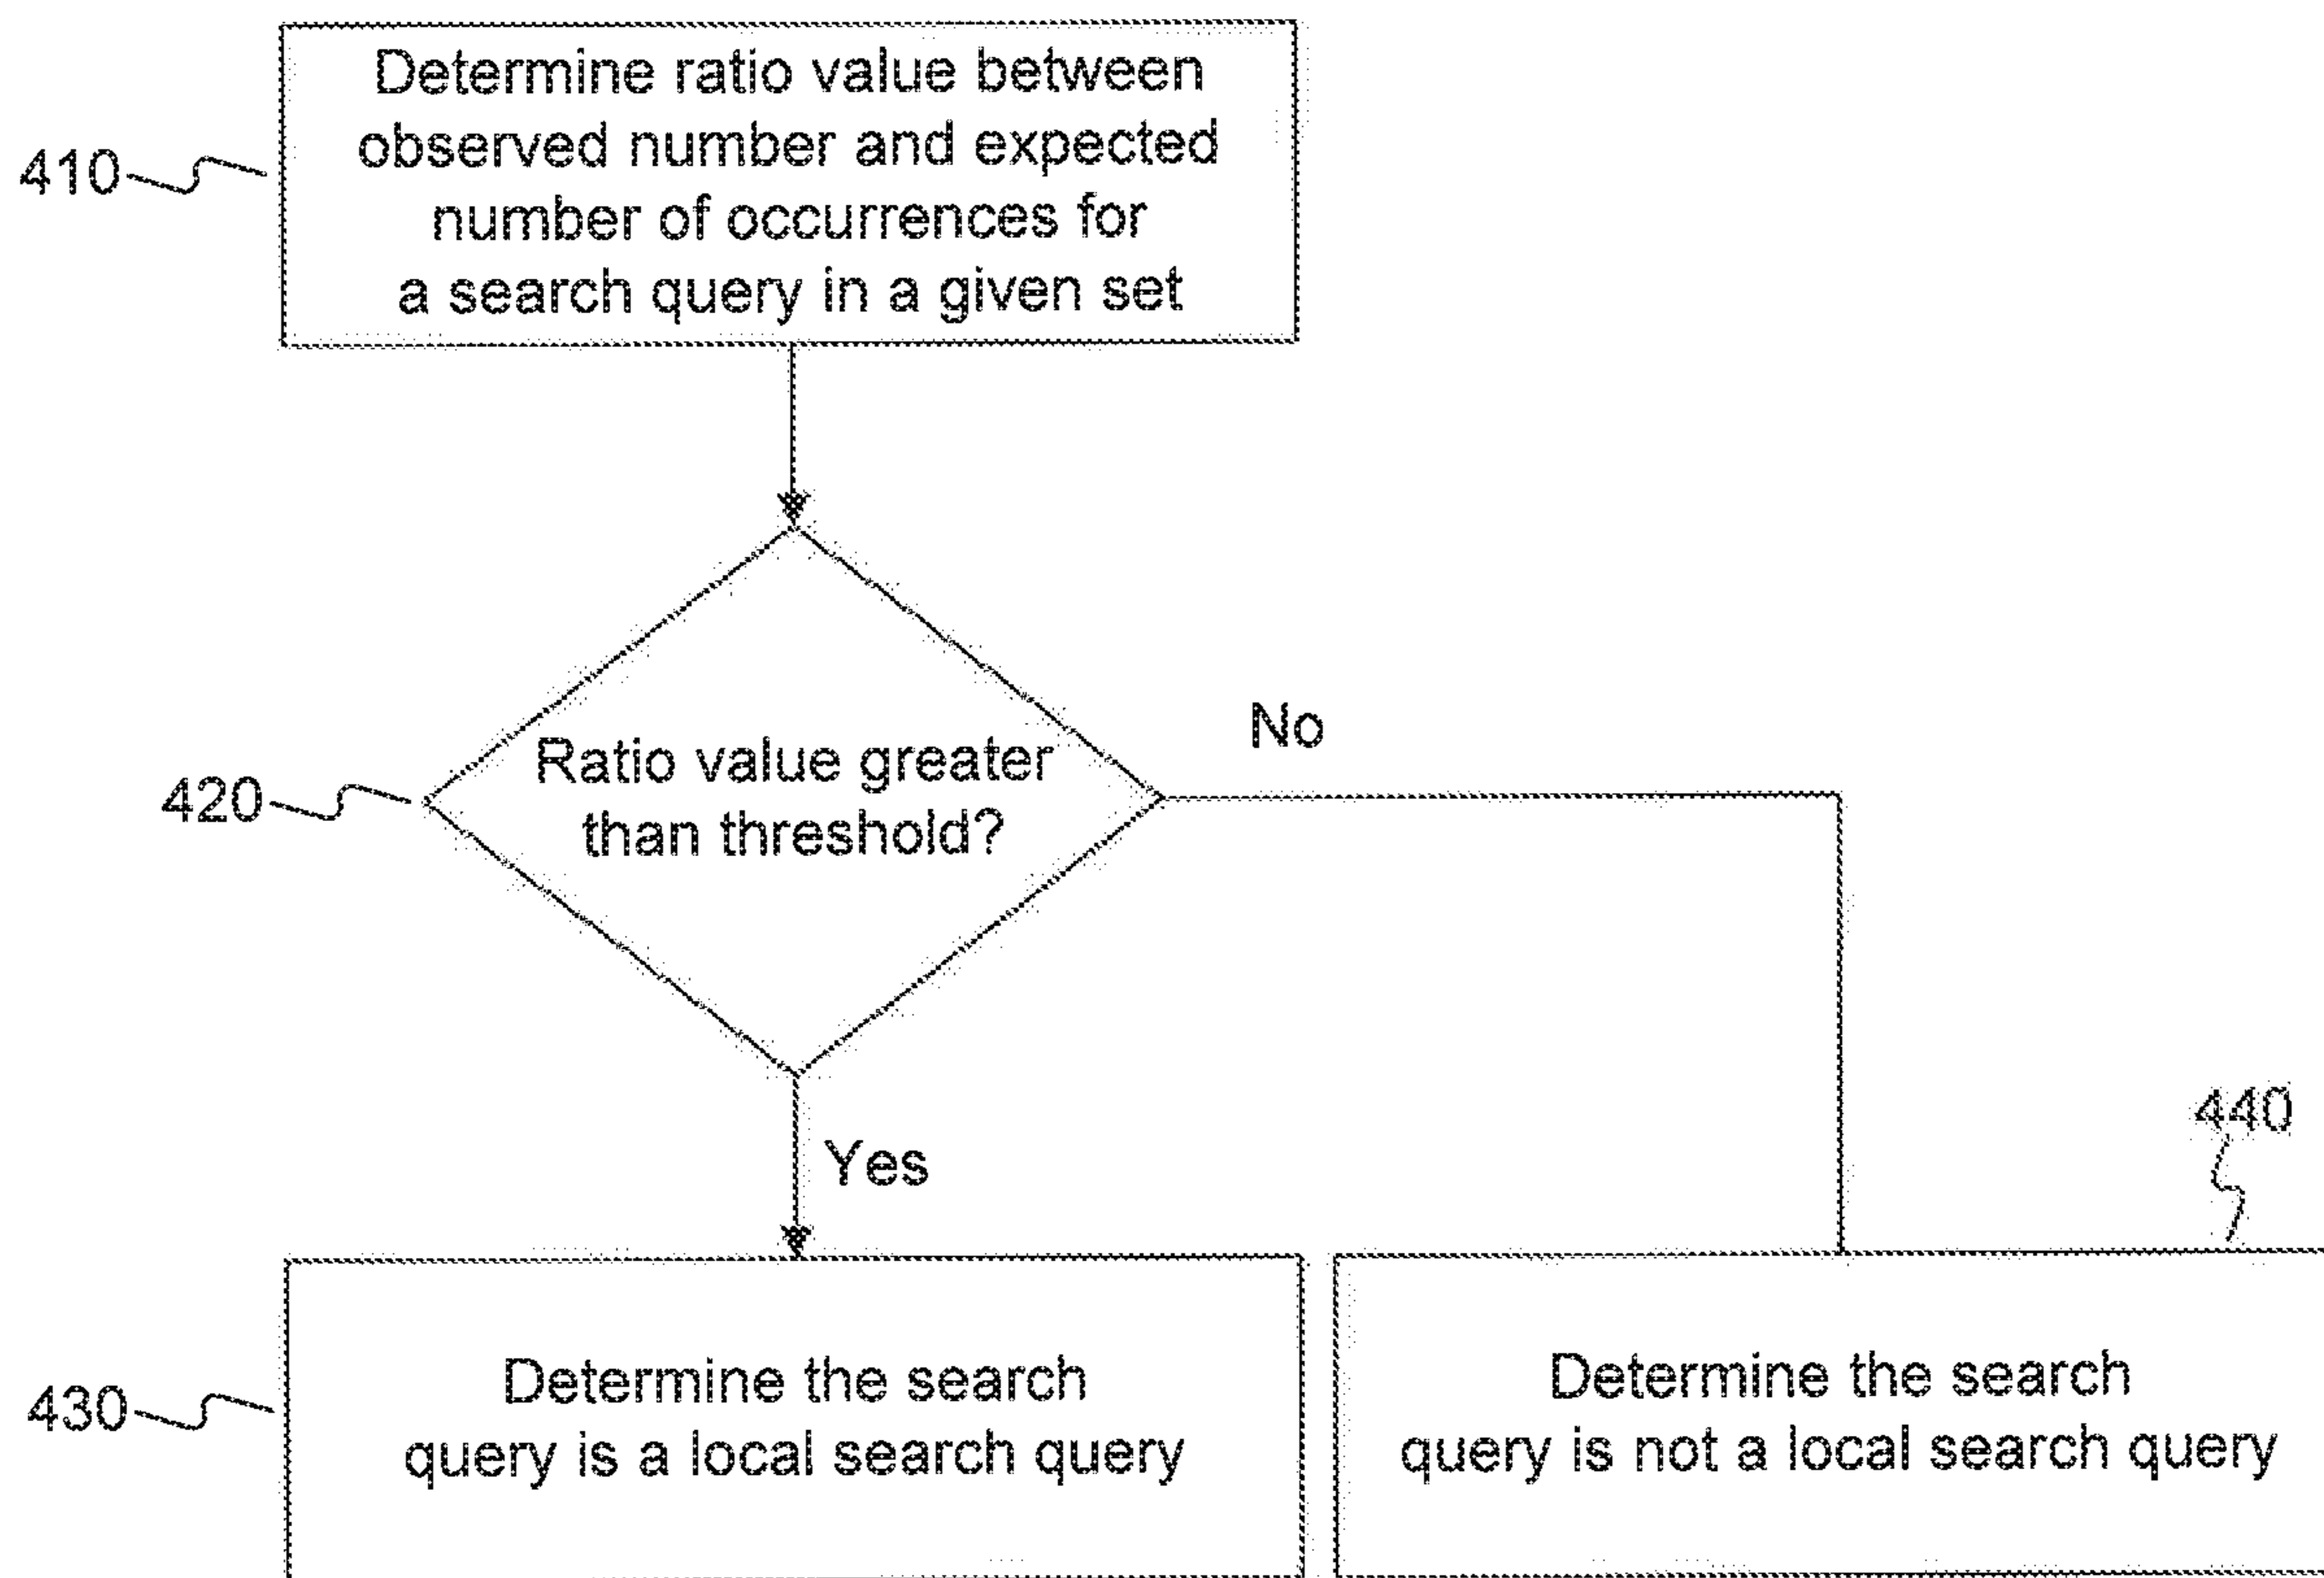 410
Determine ratio value between
observed number and expected
number of occurrences for
a search query in a given set
420
Ratio value greater
than threshold?
No
Yes
430
Determine the search
query is a local search query
440
Determine the search
query is not a local search query